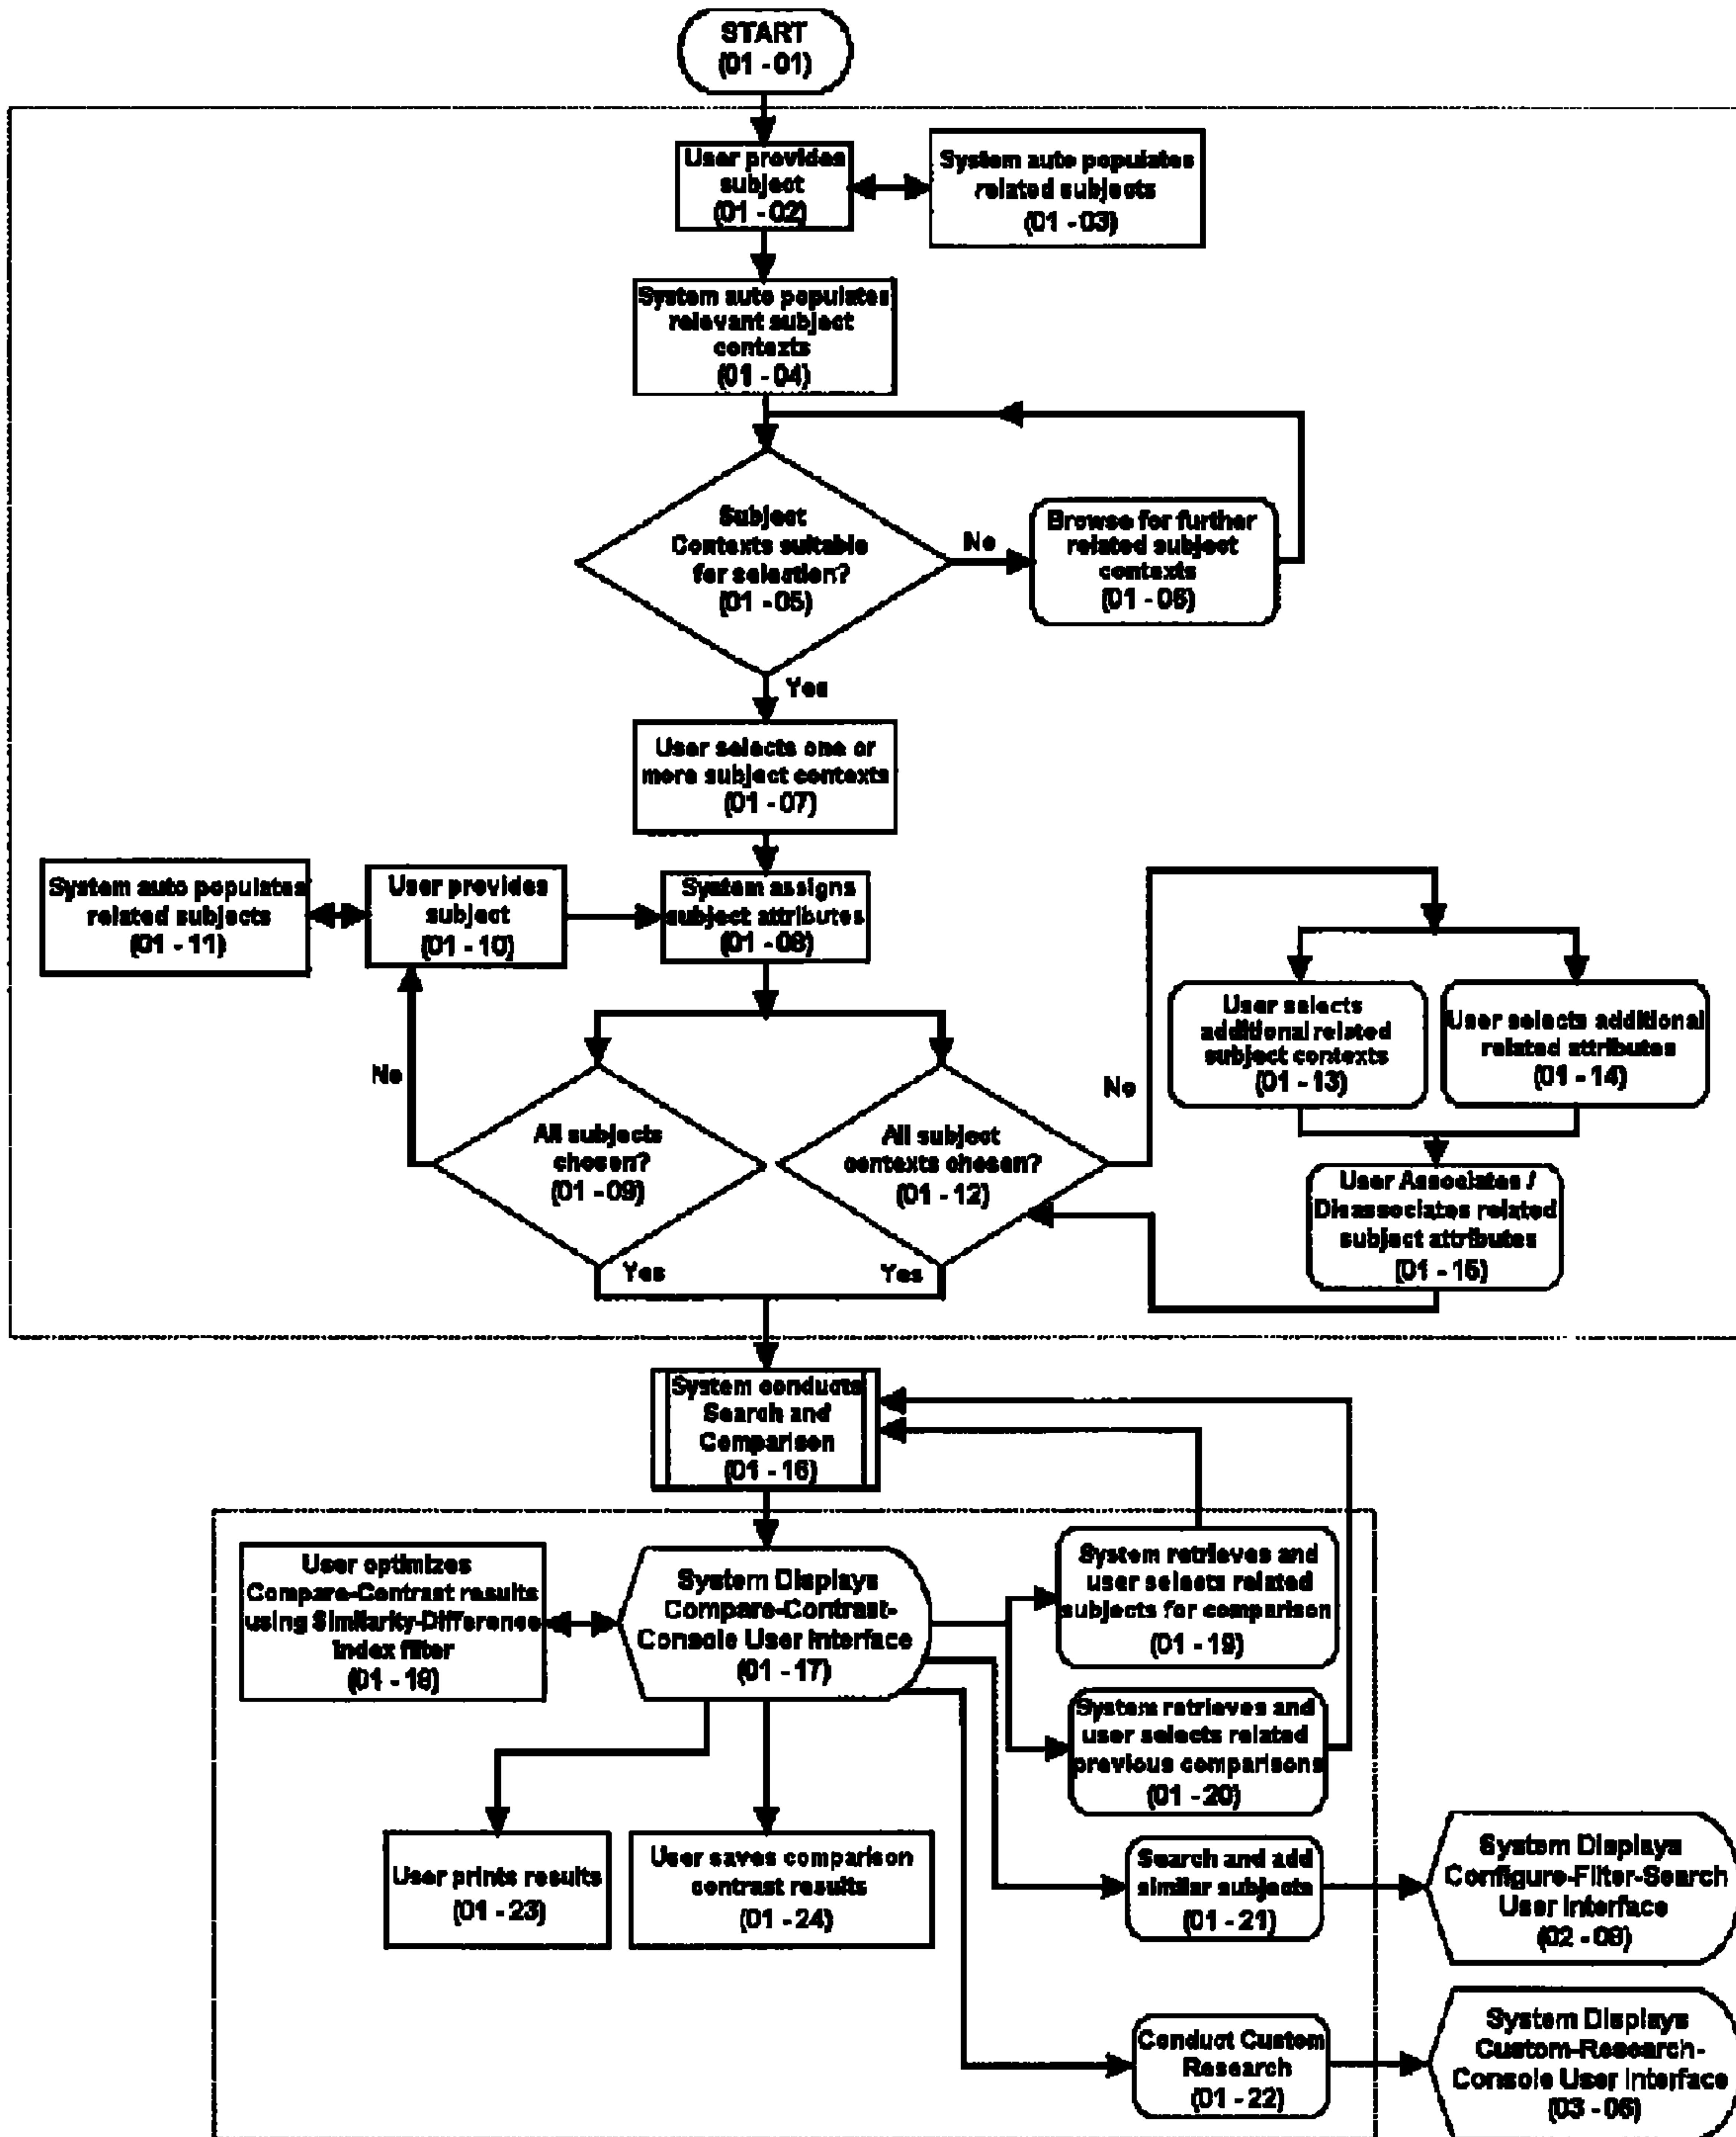 START
(01 - 01)
User provides
subject
(01 - 02)
System auto populates
related subjects
(01 - 03)
System auto populates
relevant subject
contexts
(01 - 04)
Subject
Contexts suitable
for selection?
(01 - 05)
No
Browse for further
related subject
contexts
(01 - 06)
Yes
User selects one or
more subject contexts
(01 - 07)
System auto populates
related subjects
(01 - 11)
User provides
subject
(01 - 10)
System assigns
subject attributes
(01 - 08)
User selects
additional related
subject contexts
(01 - 13)
User selects additional
related attributes
(01 - 14)
No
No
All subjects
chosen?
(01 - 09)
All subject
contexts chosen?
(01 - 12)
User Associates /
Disassociates related
subject attributes
(01 - 15)
Yes
Yes
System conducts
Search and
Comparison
(01 - 16)
User optimizes
Compare-Contrast results
using Similarity-Difference
Index filter
(01 - 18)
System Displays
Compare-Contrast-
Console User Interface
(01 - 17)
System retrieves and
user selects related
subjects for comparison
(01 - 19)
System retrieves and
user selects related
previous comparisons
(01 - 20)
User prints results
(01 - 23)
User saves comparison
contrast results
(01 - 24)
Search and add
similar subjects
(01 - 21)
System Displays
Configure-Filter-Search
User Interface
(02 - 09)
Conduct Custom
Research
(01 - 22)
System Displays
Custom-Research-
Console User Interface
(03 - 06)